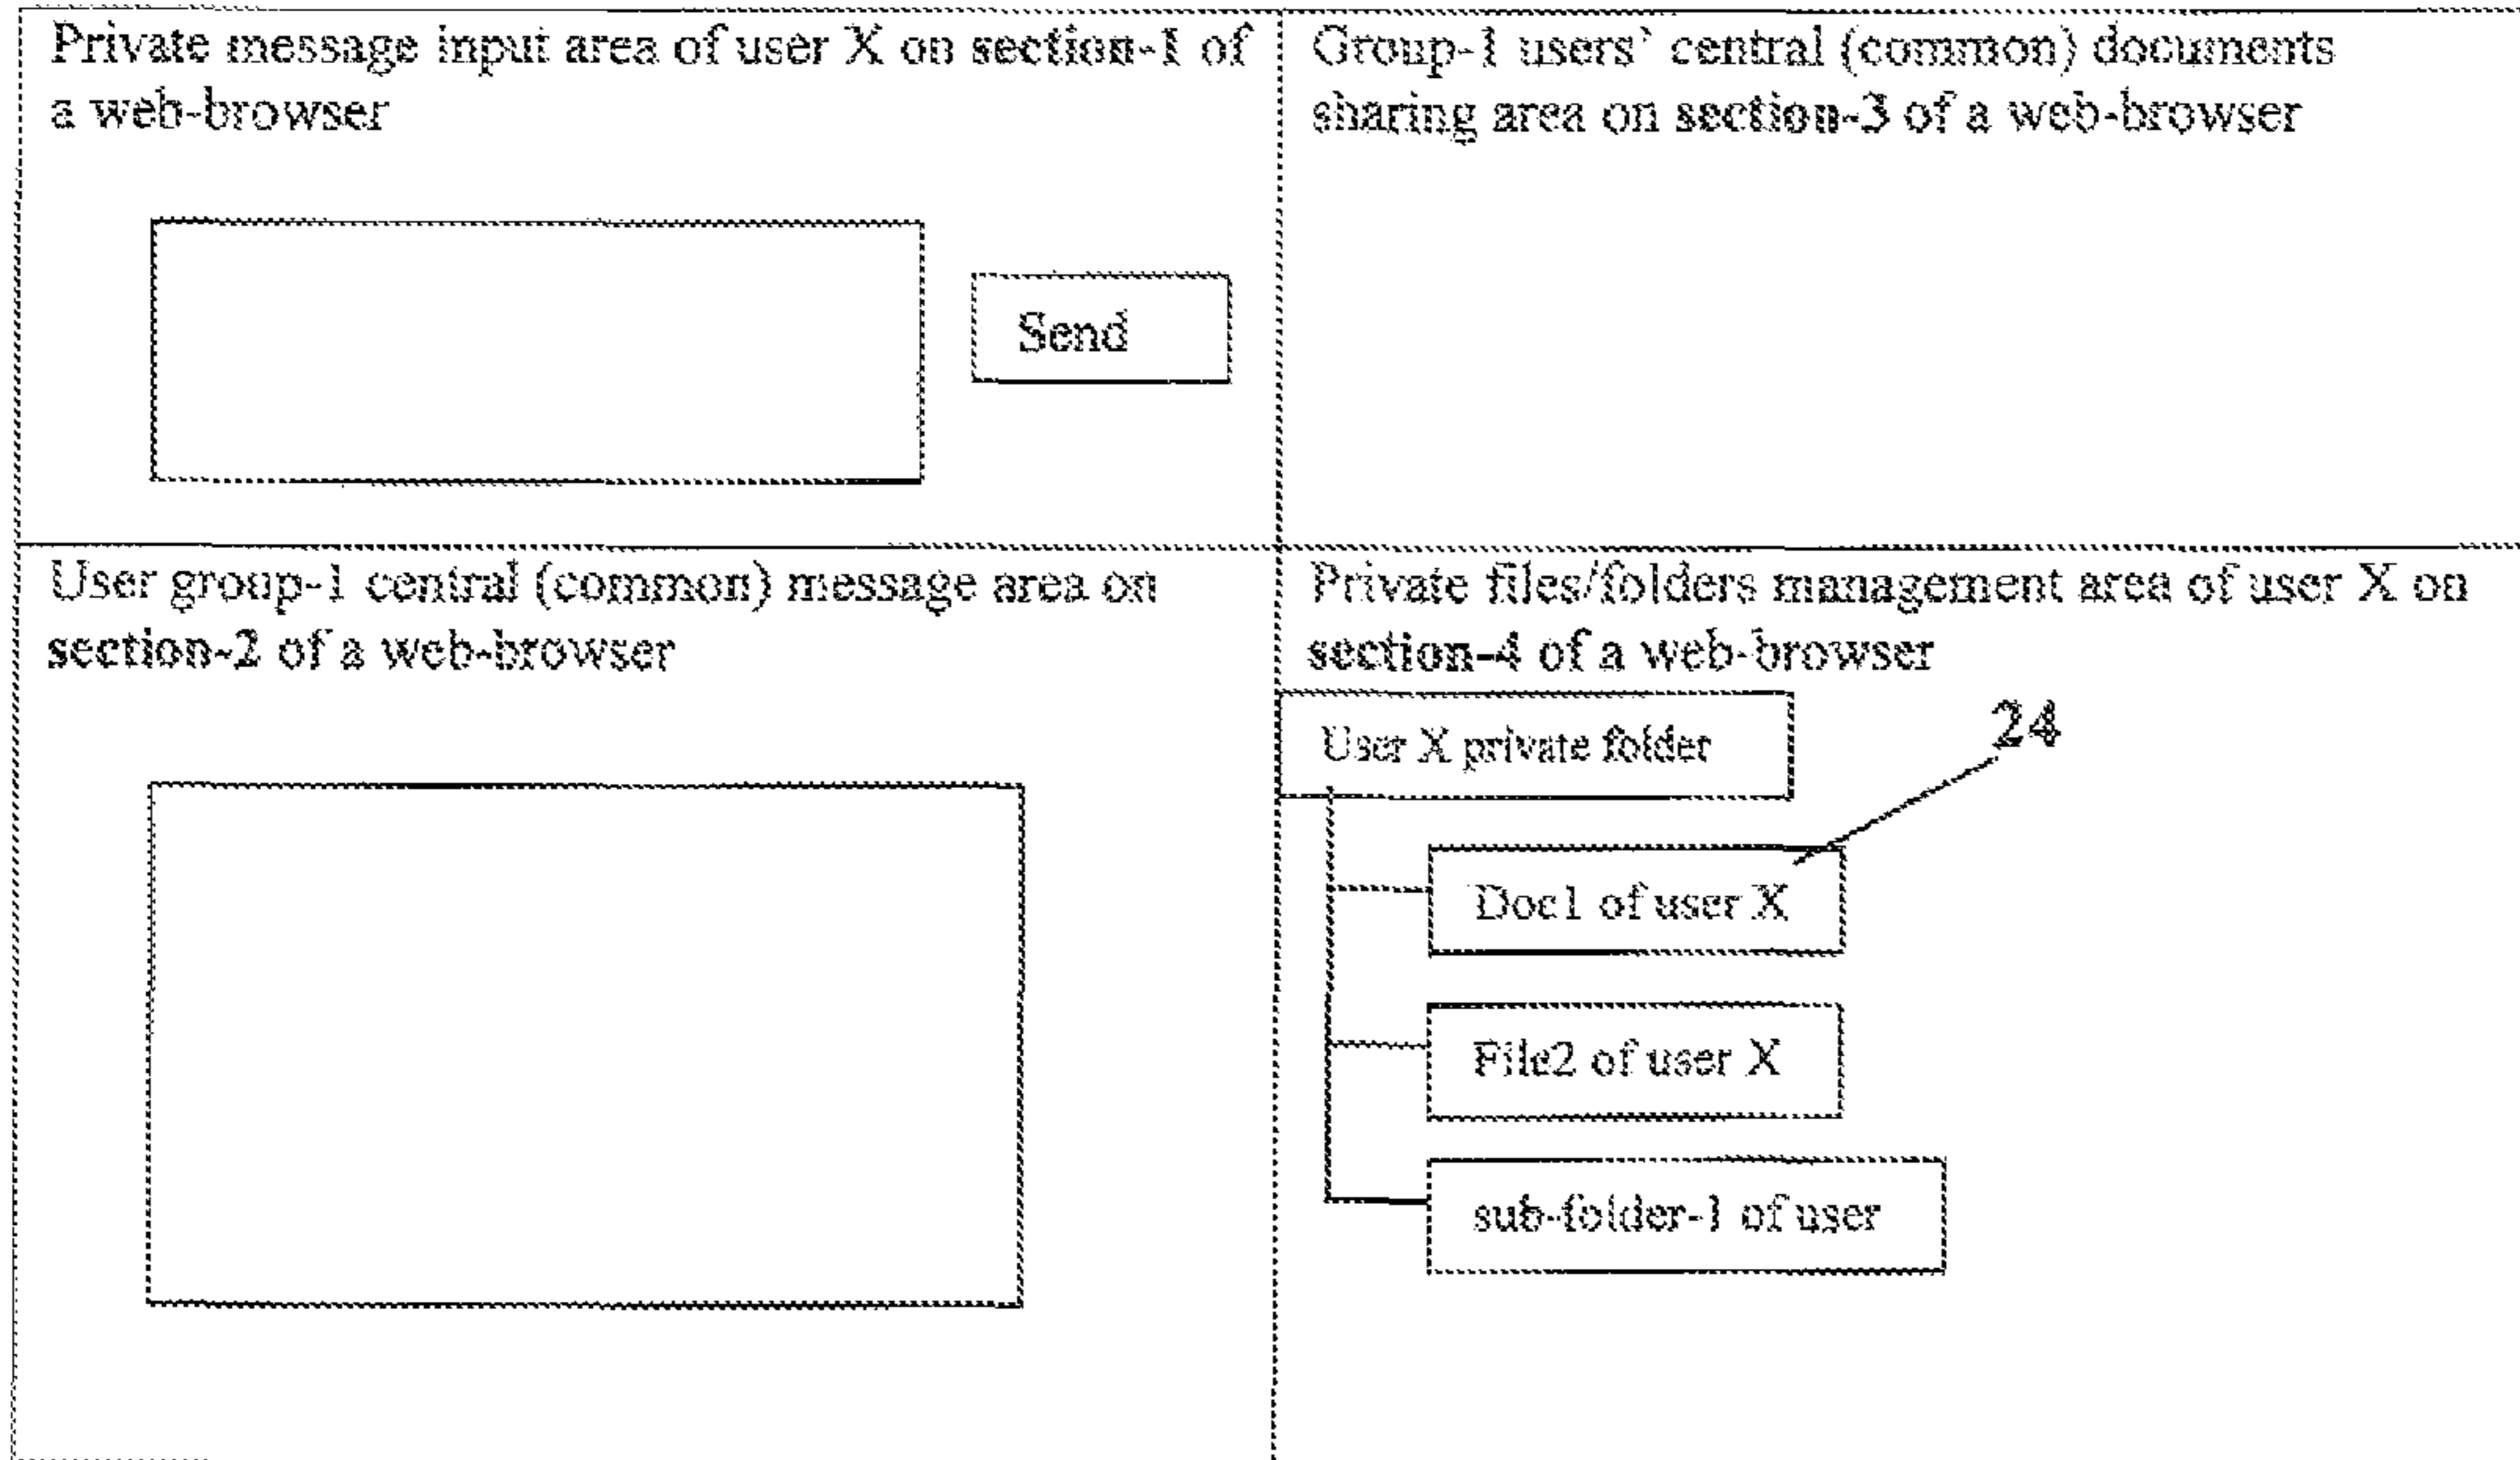 Private message input area of user X on section-1 of
a web-browser
Send
Group-1 users' central (common) documents
sharing area on section-3 of a web-browser
User group-1 central (common) message area on
section-2 of a web-browser
Private files/folders management area of user X on
section-4 of a web-browser
User X private folder
24
Doc1 of user X
File2 of user X
sub-folder-1 of user